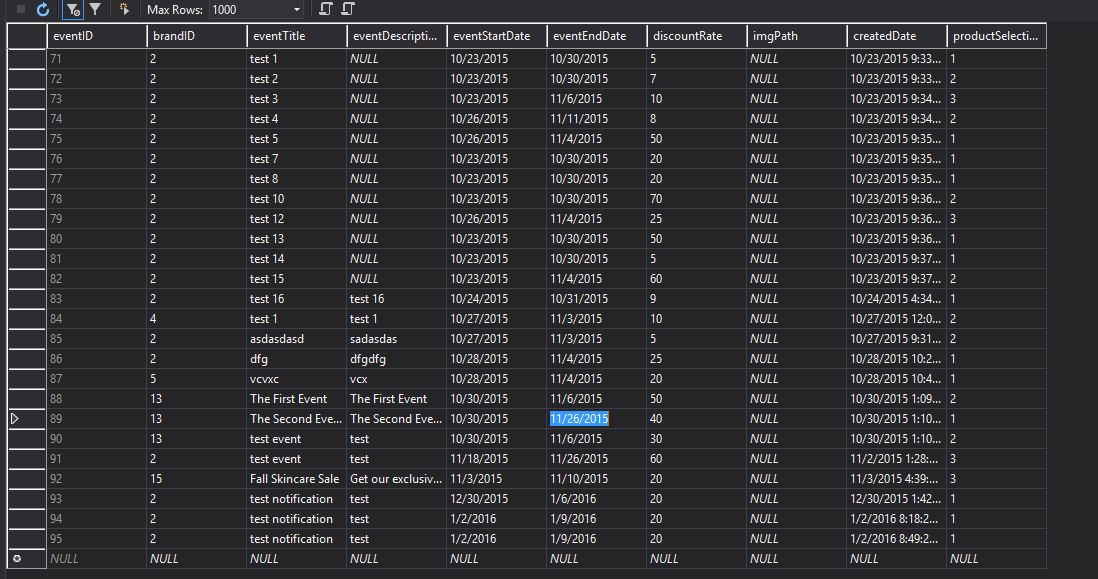 Max Rows: 1000
eventID brandID eventTitle eventDescripti... eventStartDate eventEndDate discountRate imgPath createdDate productSelecti...
71 2 test 1 NULL 10/23/2015 10/30/2015 5 NULL 10/23/2015 9:33... 1
72 2 test 2 NULL 10/23/2015 10/30/2015 7 NULL 10/23/2015 9:33... 2
73 2 test 3 NULL 10/23/2015 11/6/2015 10 NULL 10/23/2015 9:34... 3
74 2 test 4 NULL 10/26/2015 11/11/2015 8 NULL 10/23/2015 9:34... 2
75 2 test 5 NULL 10/26/2015 11/4/2015 50 NULL 10/23/2015 9:35... 1
76 2 test 7 NULL 10/23/2015 10/30/2015 20 NULL 10/23/2015 9:35... 1
77 2 test 8 NULL 10/23/2015 10/30/2015 20 NULL 10/23/2015 9:35... 1
78 2 test 10 NULL 10/23/2015 10/30/2015 70 NULL 10/23/2015 9:36... 2
79 2 test 12 NULL 10/26/2015 11/4/2015 25 NULL 10/23/2015 9:36... 3
80 2 test 13 NULL 10/23/2015 10/30/2015 50 NULL 10/23/2015 9:36... 1
81 2 test 14 NULL 10/23/2015 10/30/2015 5 NULL 10/23/2015 9:37... 1
82 2 test 15 NULL 10/23/2015 11/4/2015 60 NULL 10/23/2015 9:37... 2
83 2 test 16 test 16 10/24/2015 10/31/2015 9 NULL 10/24/2015 4:34... 1
84 4 test 1 test 1 10/27/2015 11/3/2015 10 NULL 10/27/2015 12:0... 2
85 2 asdasdasd sadasdas 10/27/2015 11/3/2015 5 NULL 10/27/2015 9:31... 2
86 2 dfg dfgdfg 10/28/2015 11/4/2015 25 NULL 10/28/2015 10:2... 1
87 5 vcvxc vcx 10/28/2015 11/4/2015 20 NULL 10/28/2015 10:4... 1
88 13 The First Event The First Event 10/30/2015 11/6/2015 50 NULL 10/30/2015 1:09... 2
89 13 The Second Eve... The Second Eve... 10/30/2015 11/26/2015 40 NULL 10/30/2015 1:10... 1
90 13 test event test 10/30/2015 11/6/2015 30 NULL 10/30/2015 1:10... 2
91 2 test event test 11/18/2015 11/26/2015 60 NULL 11/2/2015 1:28:... 3
92 15 Fall Skincare Sale Get our exclusiv... 11/3/2015 11/10/2015 20 NULL 11/3/2015 4:39:... 3
93 2 test notification test 12/30/2015 1/6/2016 20 NULL 12/30/2015 1:42... 1
94 2 test notification test 1/2/2016 1/9/2016 20 NULL 1/2/2016 8:18:2... 1
95 2 test notification test 1/2/2016 1/9/2016 20 NULL 1/2/2016 8:49:2... 1
NULL NULL NULL NULL NULL NULL NULL NULL NULL NULL